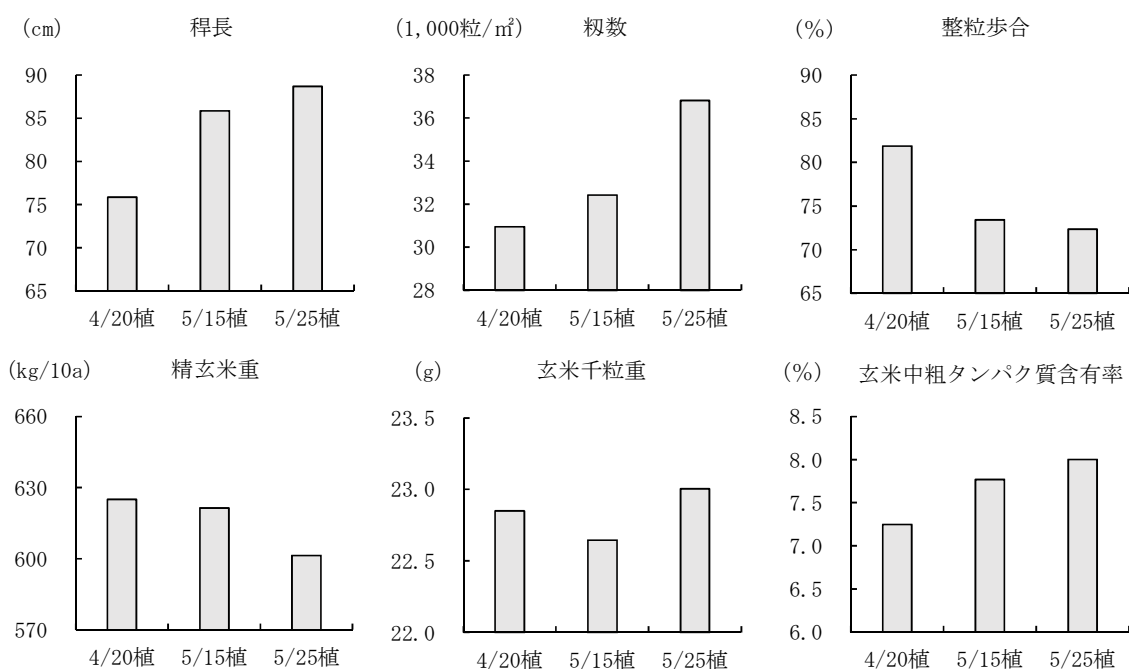 (cm) 稈長
90
85
80
75
70
65
4/20植 5/15植 5/25植
(1,000粒/㎡) 籾数
38
36
34
32
30
28
4/20植 5/15植 5/25植
(%) 整粒歩合
90
85
80
75
70
65
4/20植 5/15植 5/25植
(kg/10a) 精玄米重
660
630
600
570
4/20植 5/15植 5/25植
(g) 玄米千粒重
23.5
23.0
22.5
22.0
4/20植 5/15植 5/25植
(%) 玄米中粗タンパク質含有率
8.5
8.0
7.5
7.0
6.5
6.0
4/20植 5/15植 5/25植